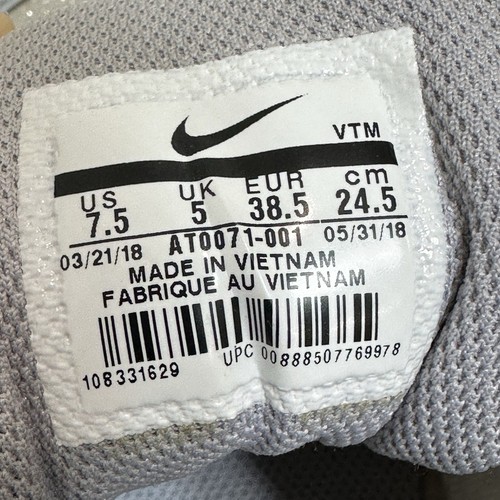 VTM
US UK EUR cm
7.5 5 38.5 24.5
03/21/18 AT0071-001 05/31/18
MADE IN VIETNAM
FABRIQUE AU VIETNAM
108331629 UPC 00888507769978